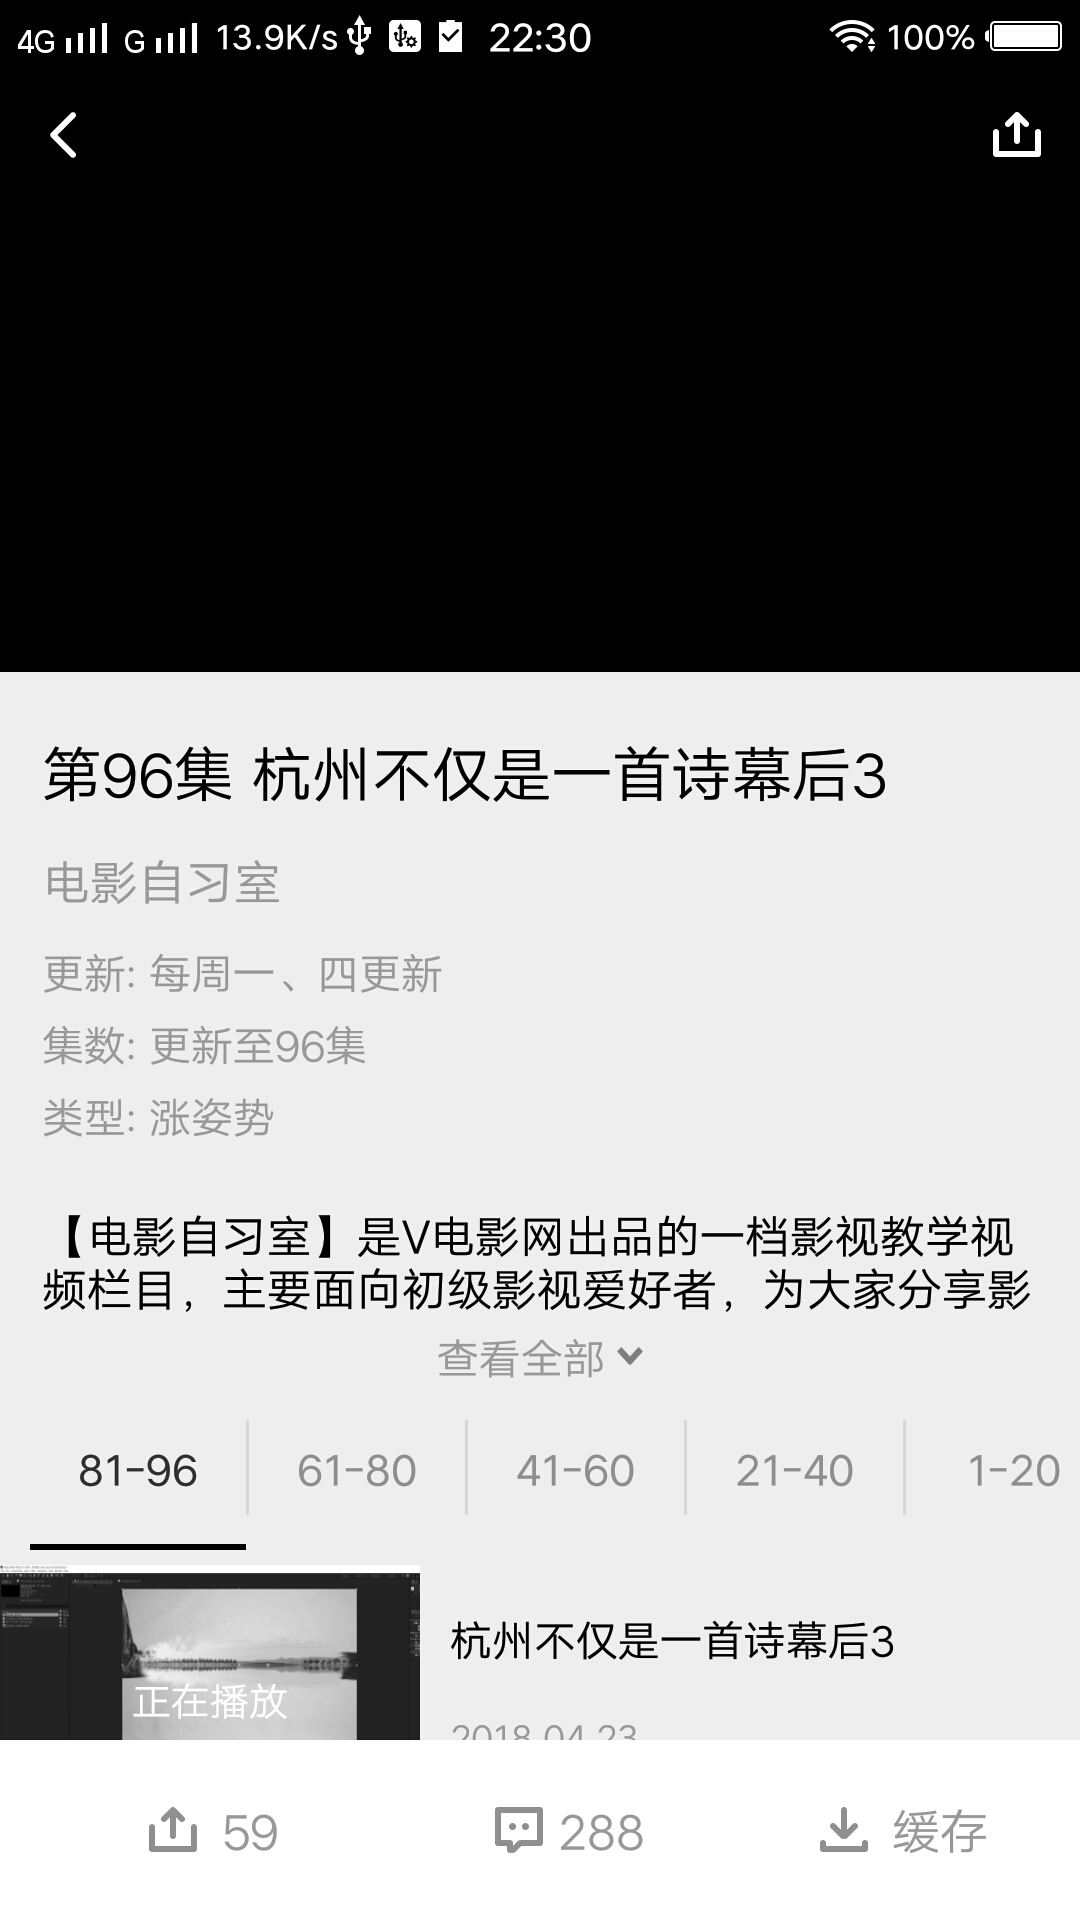 4G G 13.9K/s 22:30 100%
第96集 杭州不仅是一首诗幕后3
电影自习室
更新: 每周一、四更新
集数: 更新至96集
类型: 涨姿势
【电影自习室】是V电影网出品的一档影视教学视
频栏目，主要面向初级影视爱好者，为大家分享影
查看全部
81-96 61-80 41-60 21-40 1-20
正在播放
杭州不仅是一首诗幕后3
2018.04.23
59 288 缓存